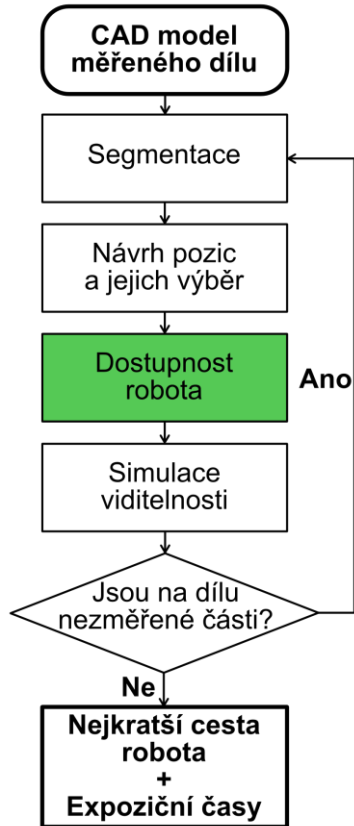 CAD model
měřeného dílu
Segmentace
Návrh pozic
a jejich výběr
Dostupnost
robota
Ano
Simulace
viditelnosti
Jsou na dílu
nezměřené části?
Ne
Nejkratší cesta
robota
+
Expoziční časy